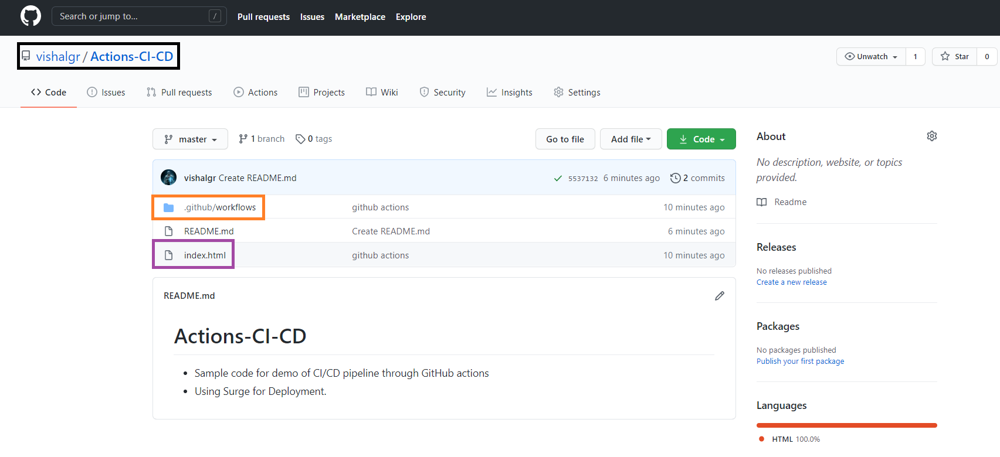 Search or jump to... / Pull requests Issues Marketplace Explore
vishalgr / Actions-CI-CD Unwatch 1 Star 0
Code Issues Pull requests Actions Projects Wiki Security Insights Settings
master 1 branch 0 tags Go to file Add file Code
vishalgr Create README.md 5537132 6 minutes ago 2 commits
.github/workflows github actions 10 minutes ago
README.md Create README.md 6 minutes ago
index.html github actions 10 minutes ago
README.md
Actions-CI-CD
• Sample code for demo of CI/CD pipeline through GitHub actions
• Using Surge for Deployment.
About
No description, website, or topics
provided.
Readme
Releases
No releases published
Create a new release
Packages
No packages published
Publish your first package
Languages
HTML 100.0%